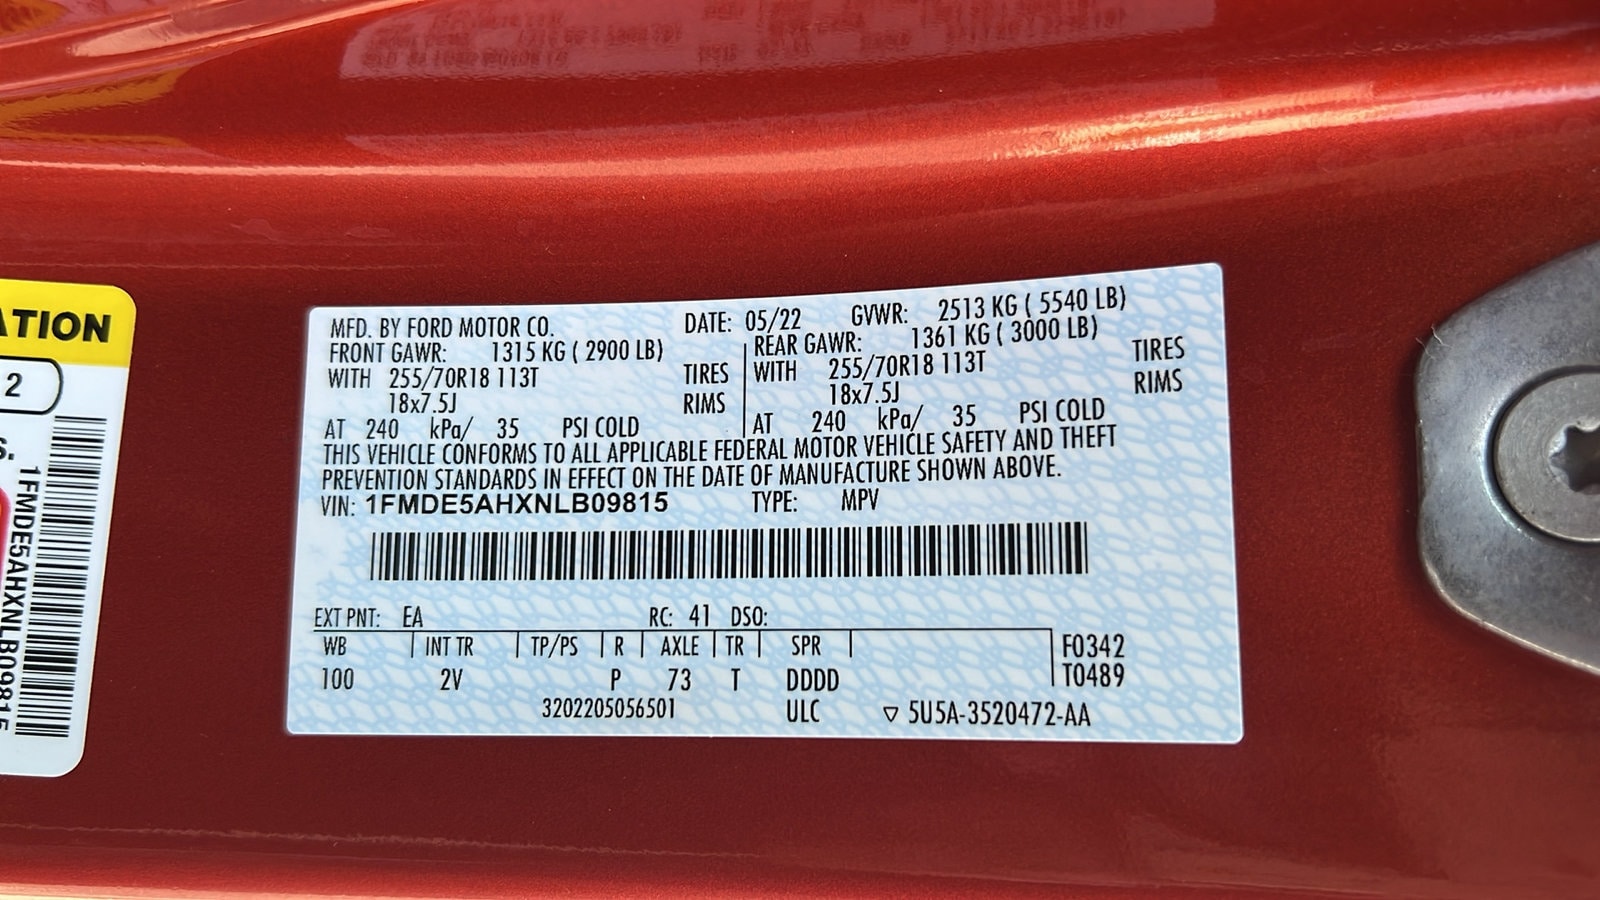 MFD. BY FORD MOTOR CO. DATE: 05/22 GVWR: 2513 KG ( 5540 LB)
FRONT GAWR: 1315 KG ( 2900 LB) REAR GAWR: 1361 KG ( 3000 LB)
WITH 255/70R18 113T TIRES WITH 255/70R18 113T TIRES
18x7.5J RIMS 18x7.5J RIMS
AT 240 kPa/ 35 PSI COLD AT 240 kPa/ 35 PSI COLD
THIS VEHICLE CONFORMS TO ALL APPLICABLE FEDERAL MOTOR VEHICLE SAFETY AND THEFT
PREVENTION STANDARDS IN EFFECT ON THE DATE OF MANUFACTURE SHOWN ABOVE.
VIN: 1FMDE5AHXNLB09815 TYPE: MPV
EXT PNT: EA RC: 41 DSO:
WB | INT TR | TP/PS | R | AXLE | TR | SPR | F0342
100 2V P 73 T DDDD T0489
3202205056501 ULC ▽ 5U5A-3520472-AA
ATION
2
S.
1FMDE5AHXNLB09815